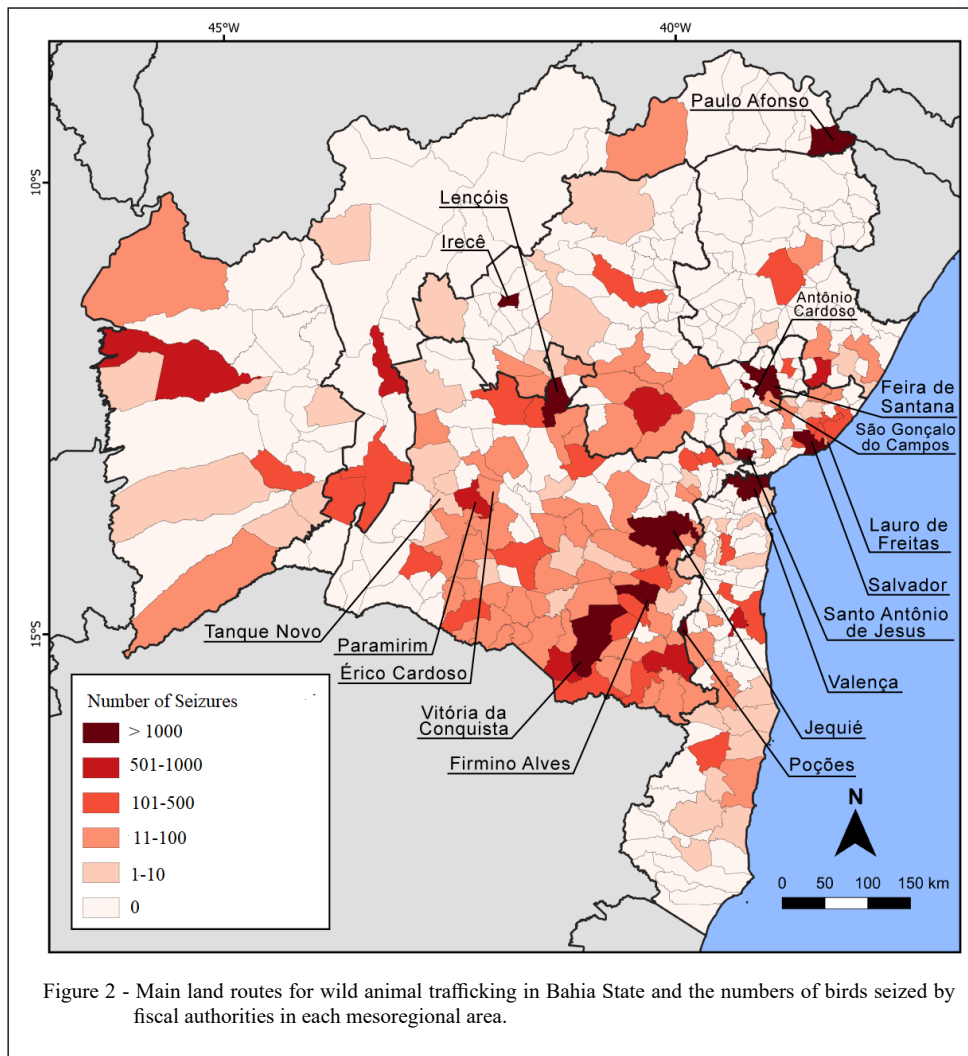 45°W
40°W
10°S
15°S
Paulo Afonso
Lençóis
Irecê
Antônio
Cardoso
Feira de
Santana
São Gonçalo
do Campos
Lauro de
Freitas
Salvador
Santo Antônio
de Jesus
Valença
Jequié
Poções
Tanque Novo
Paramirim
Érico Cardoso
Vitória da
Conquista
Firmino Alves
Number of Seizures
> 1000
501-1000
101-500
11-100
1-10
0
N
0 50 100 150 km
Figure 2 - Main land routes for wild animal trafficking in Bahia State and the numbers of birds seized by
fiscal authorities in each mesoregional area.